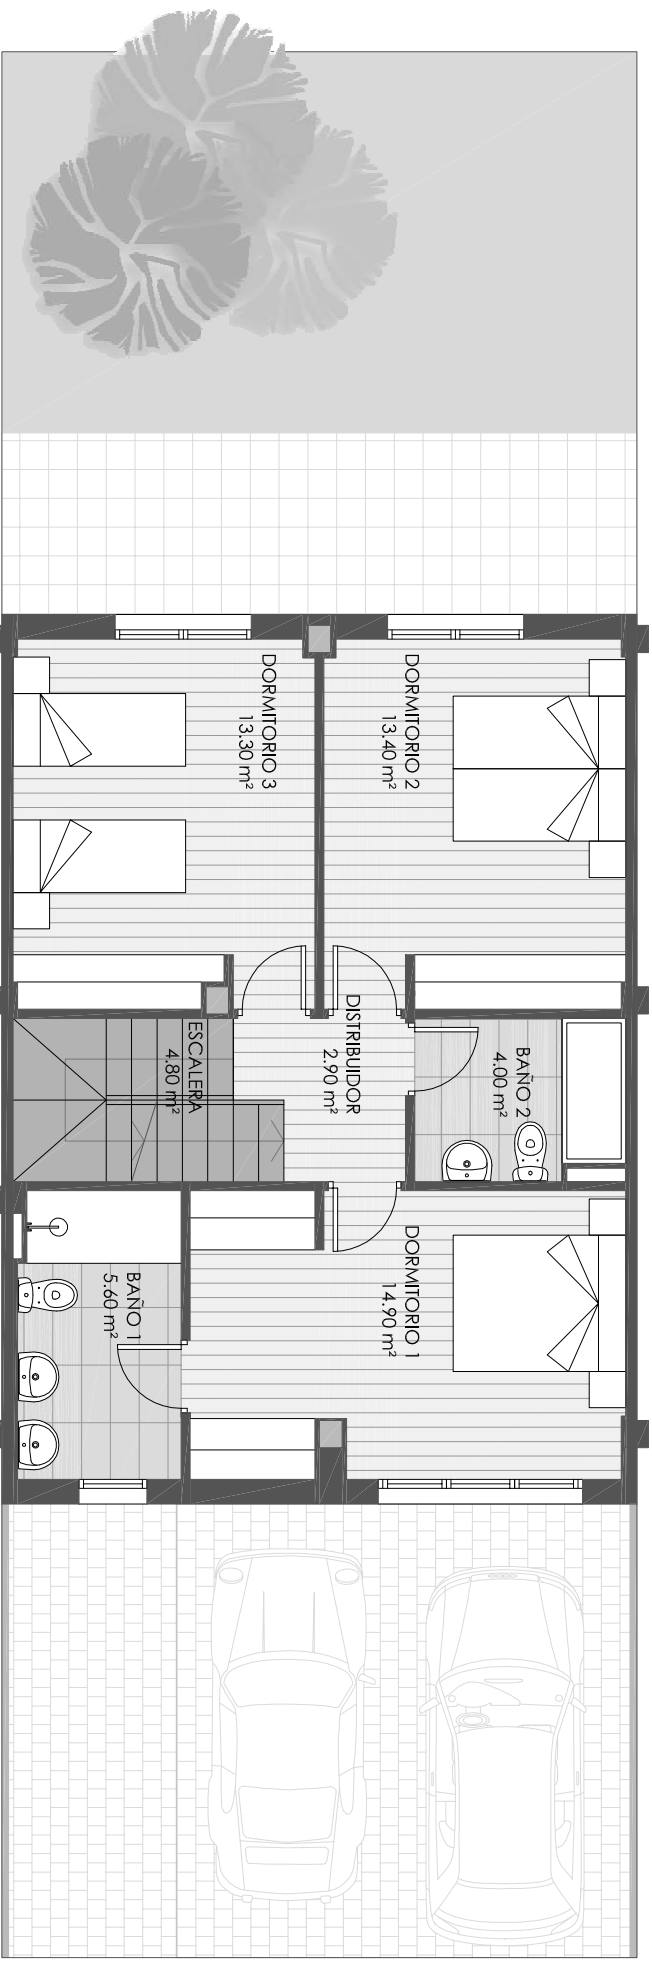 DORMITORIO 3
13.30 m²
DORMITORIO 2
13.40 m²
ESCALERA
4.80 m²
DISTRIBUIDOR
2.90 m²
BAÑO 2
4.00 m²
BAÑO 1
5.60 m²
DORMITORIO 1
14.90 m²